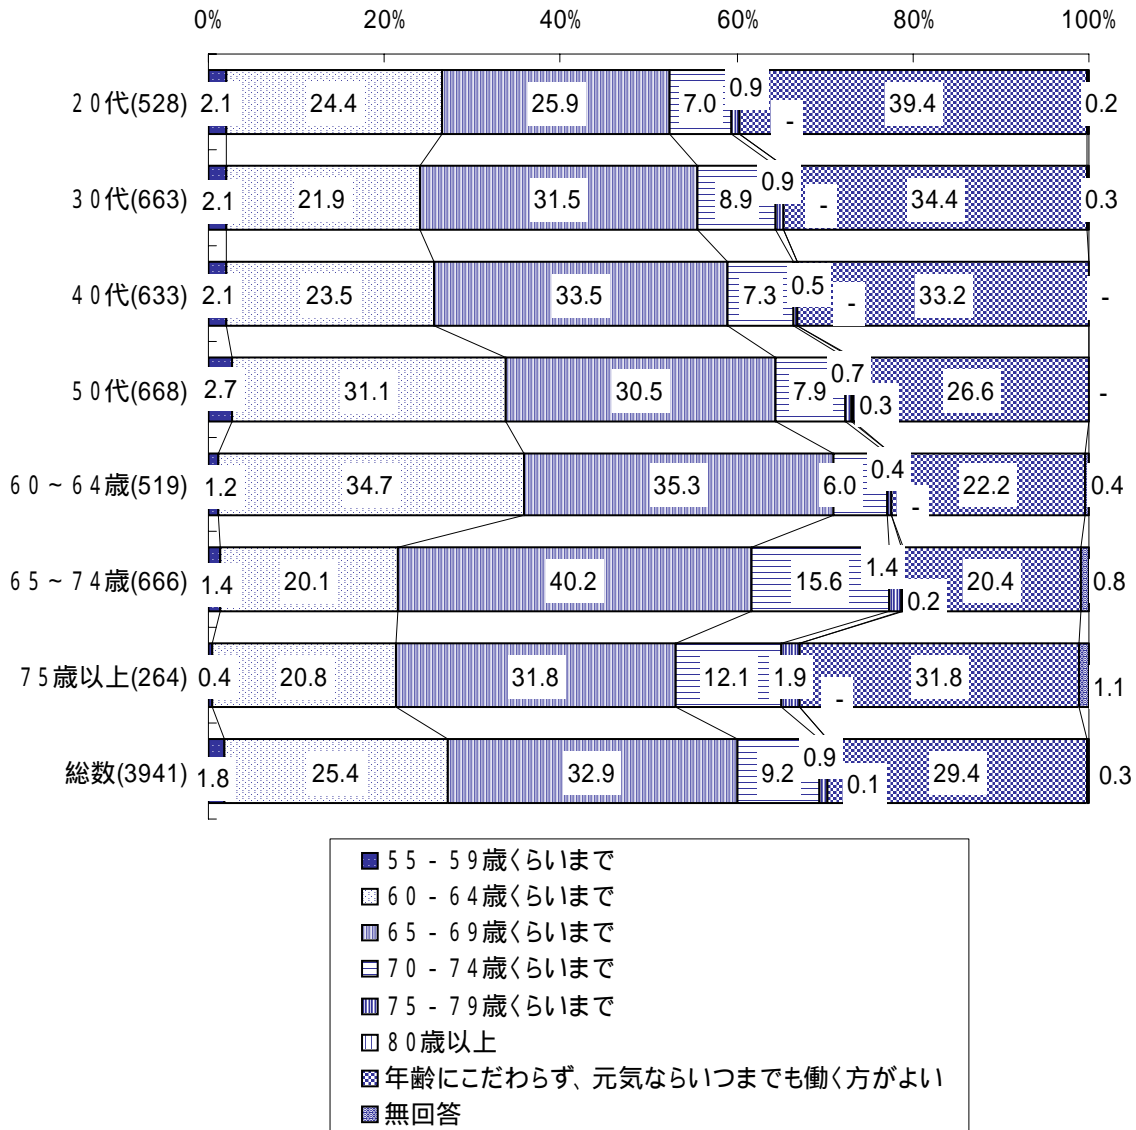 0% 20% 40% 60% 80% 100%
20代(528) 2.1 24.4 25.9 7.0 0.9 - 39.4 0.2
30代(663) 2.1 21.9 31.5 8.9 0.9 - 34.4 0.3
40代(633) 2.1 23.5 33.5 7.3 0.5 - 33.2 -
50代(668) 2.7 31.1 30.5 7.9 0.7 0.3 26.6 -
60~64歳(519) 1.2 34.7 35.3 6.0 0.4 - 22.2 0.4
65~74歳(666) 1.4 20.1 40.2 15.6 1.4 0.2 20.4 0.8
75歳以上(264) 0.4 20.8 31.8 12.1 1.9 - 31.8 1.1
総数(3941) 1.8 25.4 32.9 9.2 0.9 0.1 29.4 0.3
55-59歳くらいまで
60-64歳くらいまで
65-69歳くらいまで
70-74歳くらいまで
75-79歳くらいまで
80歳以上
年齢にこだわらず、元気ならいつまでも働く方がよい
無回答